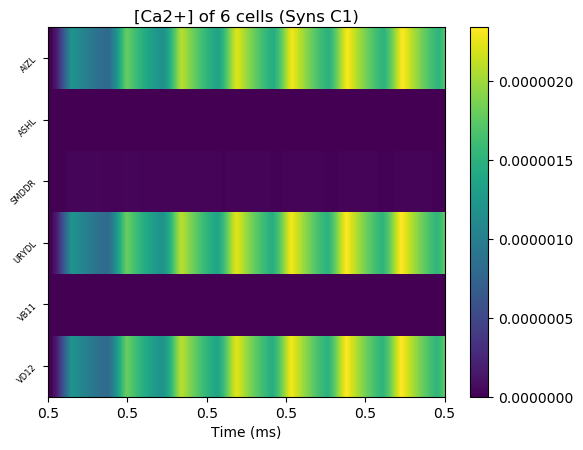 [Ca2+] of 6 cells (Syns C1)
AIZL
ASHL
SMDDR
URYDL
VB11
VD12
0.5 0.5 0.5 0.5 0.5 0.5
Time (ms)
0.0000020
0.0000015
0.0000010
0.0000005
0.0000000